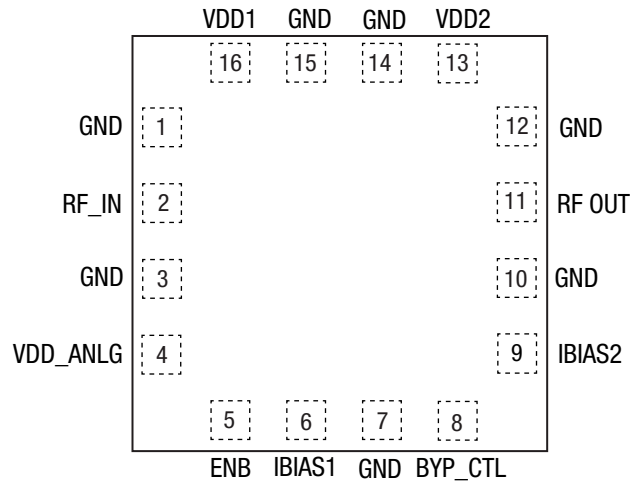 VDD1 GND GND VDD2
16 15 14 13
GND 1 12 GND
RF_IN 2 11 RF OUT
GND 3 10 GND
VDD_ANLG 4 9 IBIAS2
5 6 7 8
ENB IBIAS1 GND BYP_CTL